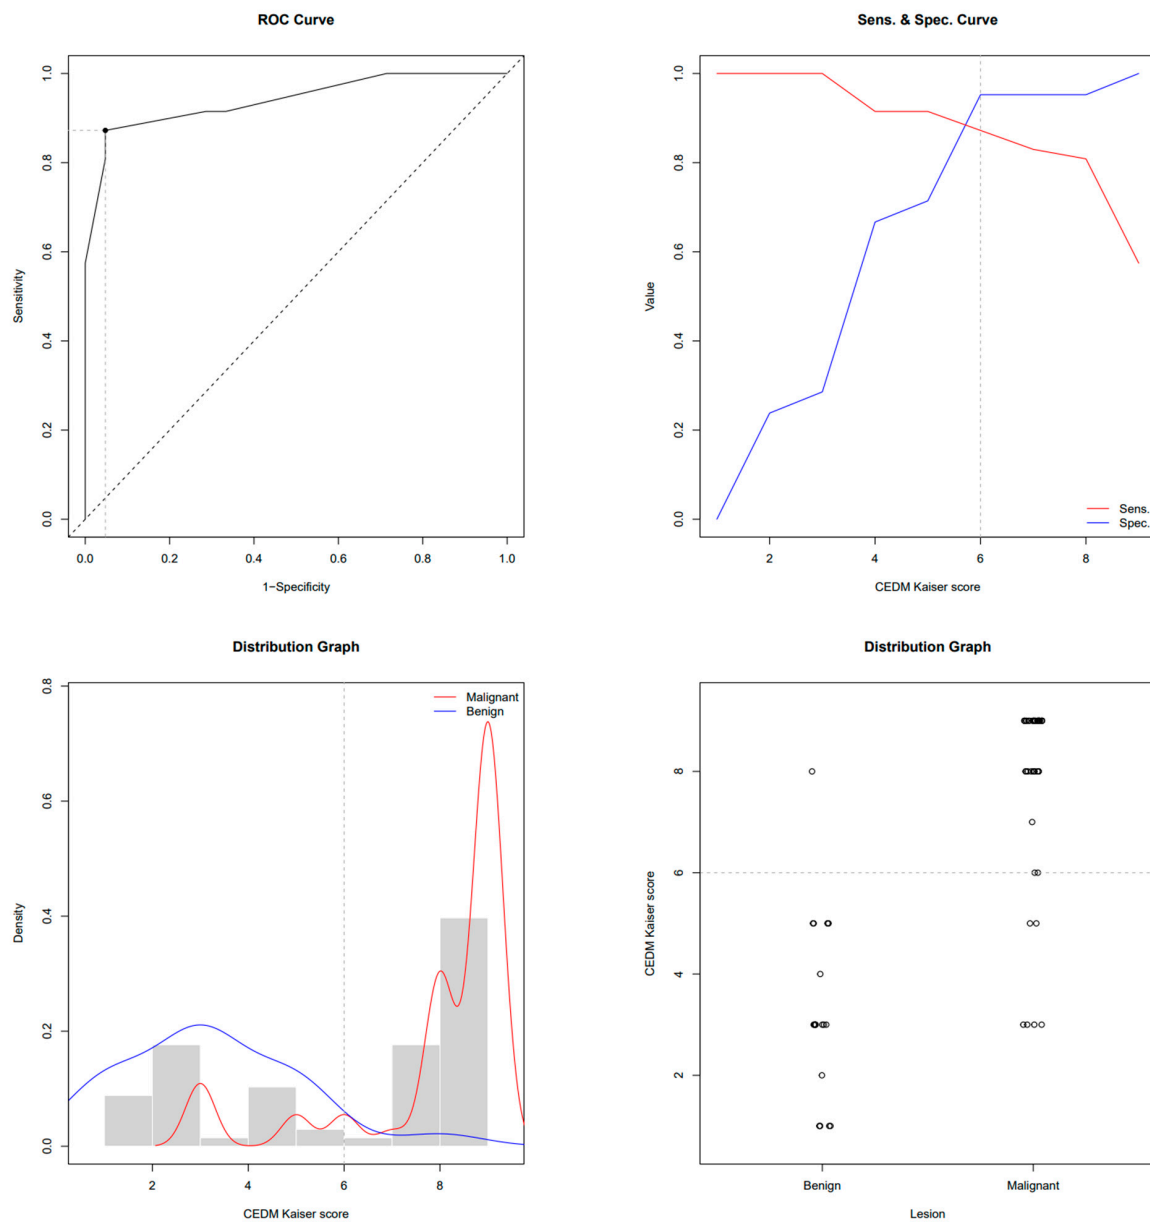 ROC Curve
Sensitivity
1.0
0.8
0.6
0.4
0.2
0.0
0.0 0.2 0.4 0.6 0.8 1.0
1−Specificity
Sens. & Spec. Curve
Value
1.0
0.8
0.6
0.4
0.2
0.0
Sens.
Spec.
2 4 6 8
CEDM Kaiser score
Distribution Graph
Density
0.8
0.6
0.4
0.2
0.0
Malignant
Benign
2 4 6 8
CEDM Kaiser score
Distribution Graph
CEDM Kaiser score
8
6
4
2
Benign Malignant
Lesion